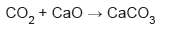 CO₂ + CaO → CaCO₃